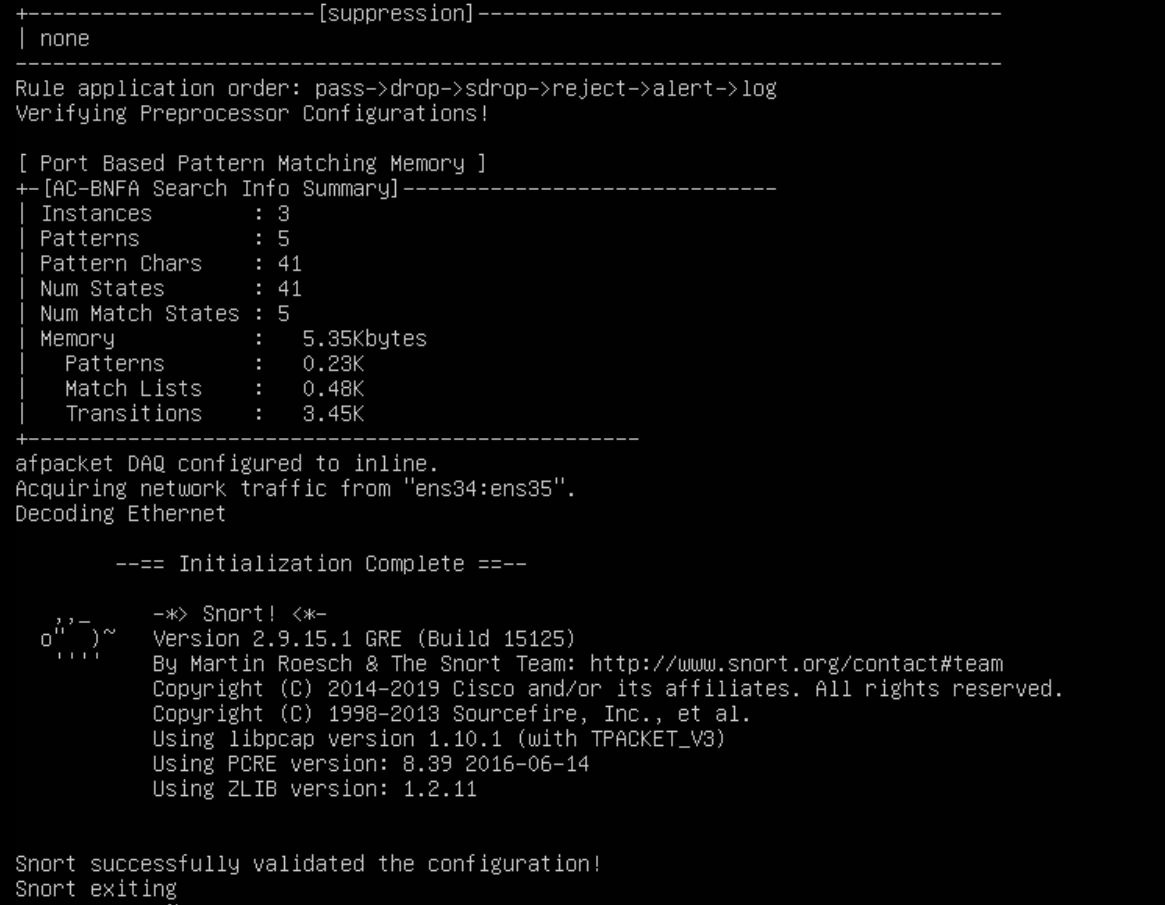 +-----------------------[suppression]------------------------------------------
| none
-------------------------------------------------------------------------------
Rule application order: pass->drop->sdrop->reject->alert->log
Verifying Preprocessor Configurations!

[ Port Based Pattern Matching Memory ]
+-[AC-BNFA Search Info Summary]------------------------------
| Instances        : 3
| Patterns         : 5
| Pattern Chars    : 41
| Num States       : 41
| Num Match States : 5
| Memory           :   5.35Kbytes
|   Patterns       :   0.23K
|   Match Lists    :   0.48K
|   Transitions    :   3.45K
+-------------------------------------------------
afpacket DAQ configured to inline.
Acquiring network traffic from "ens34:ens35".
Decoding Ethernet

        --== Initialization Complete ==--

   ,,_     -*> Snort! <*-
  o"  )~   Version 2.9.15.1 GRE (Build 15125)
   ''''    By Martin Roesch & The Snort Team: http://www.snort.org/contact#team
           Copyright (C) 2014-2019 Cisco and/or its affiliates. All rights reserved.
           Copyright (C) 1998-2013 Sourcefire, Inc., et al.
           Using libpcap version 1.10.1 (with TPACKET_V3)
           Using PCRE version: 8.39 2016-06-14
           Using ZLIB version: 1.2.11

Snort successfully validated the configuration!
Snort exiting